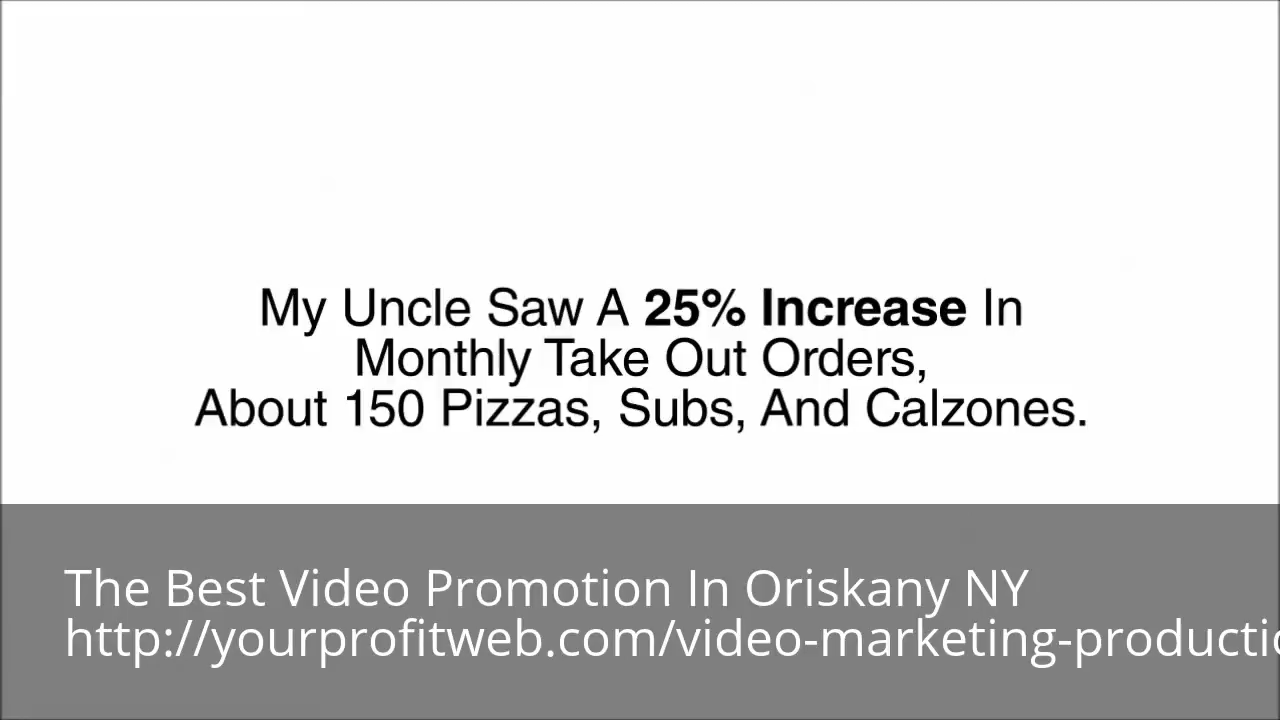 My Uncle Saw A 25% Increase In
Monthly Take Out Orders,
About 150 Pizzas, Subs, And Calzones.
The Best Video Promotion In Oriskany NY
http://yourprofitweb.com/video-marketing-productio